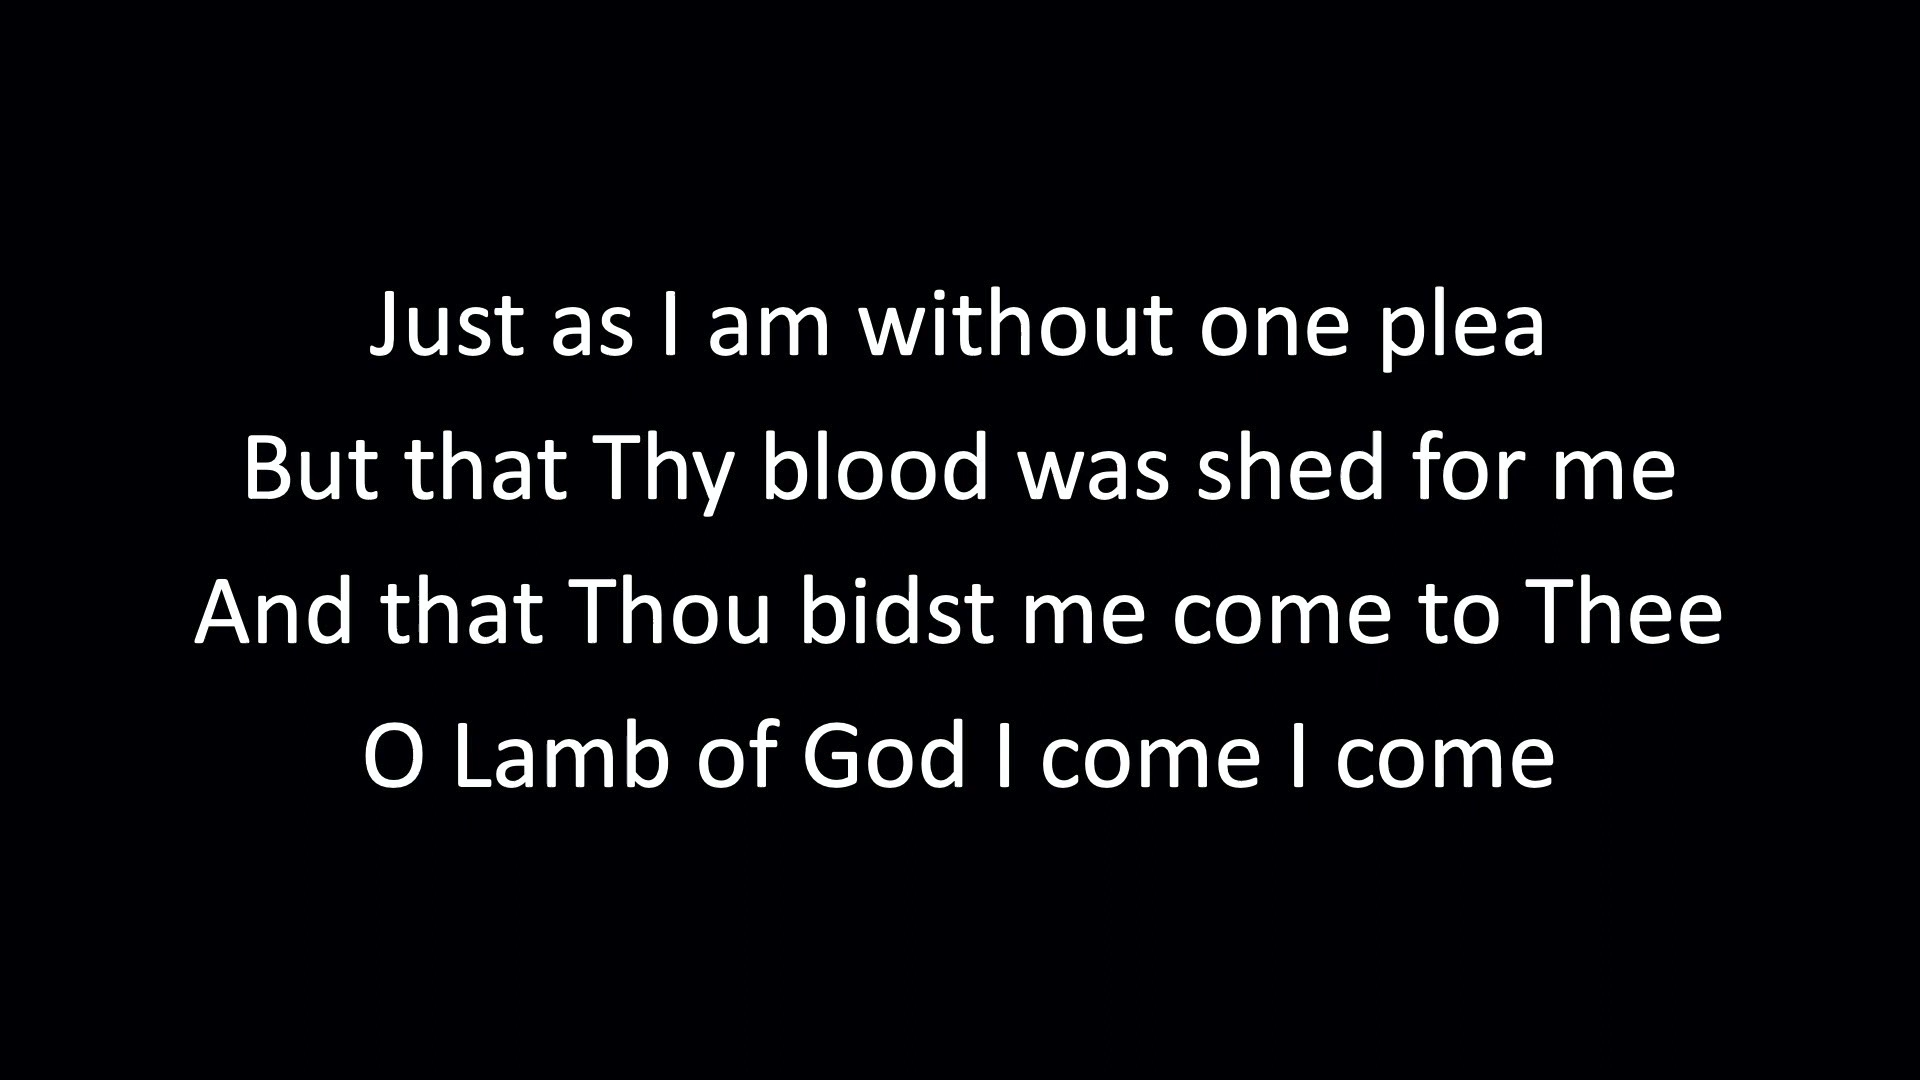 Just as I am without one plea
But that Thy blood was shed for me
And that Thou bidst me come to Thee
O Lamb of God I come I come